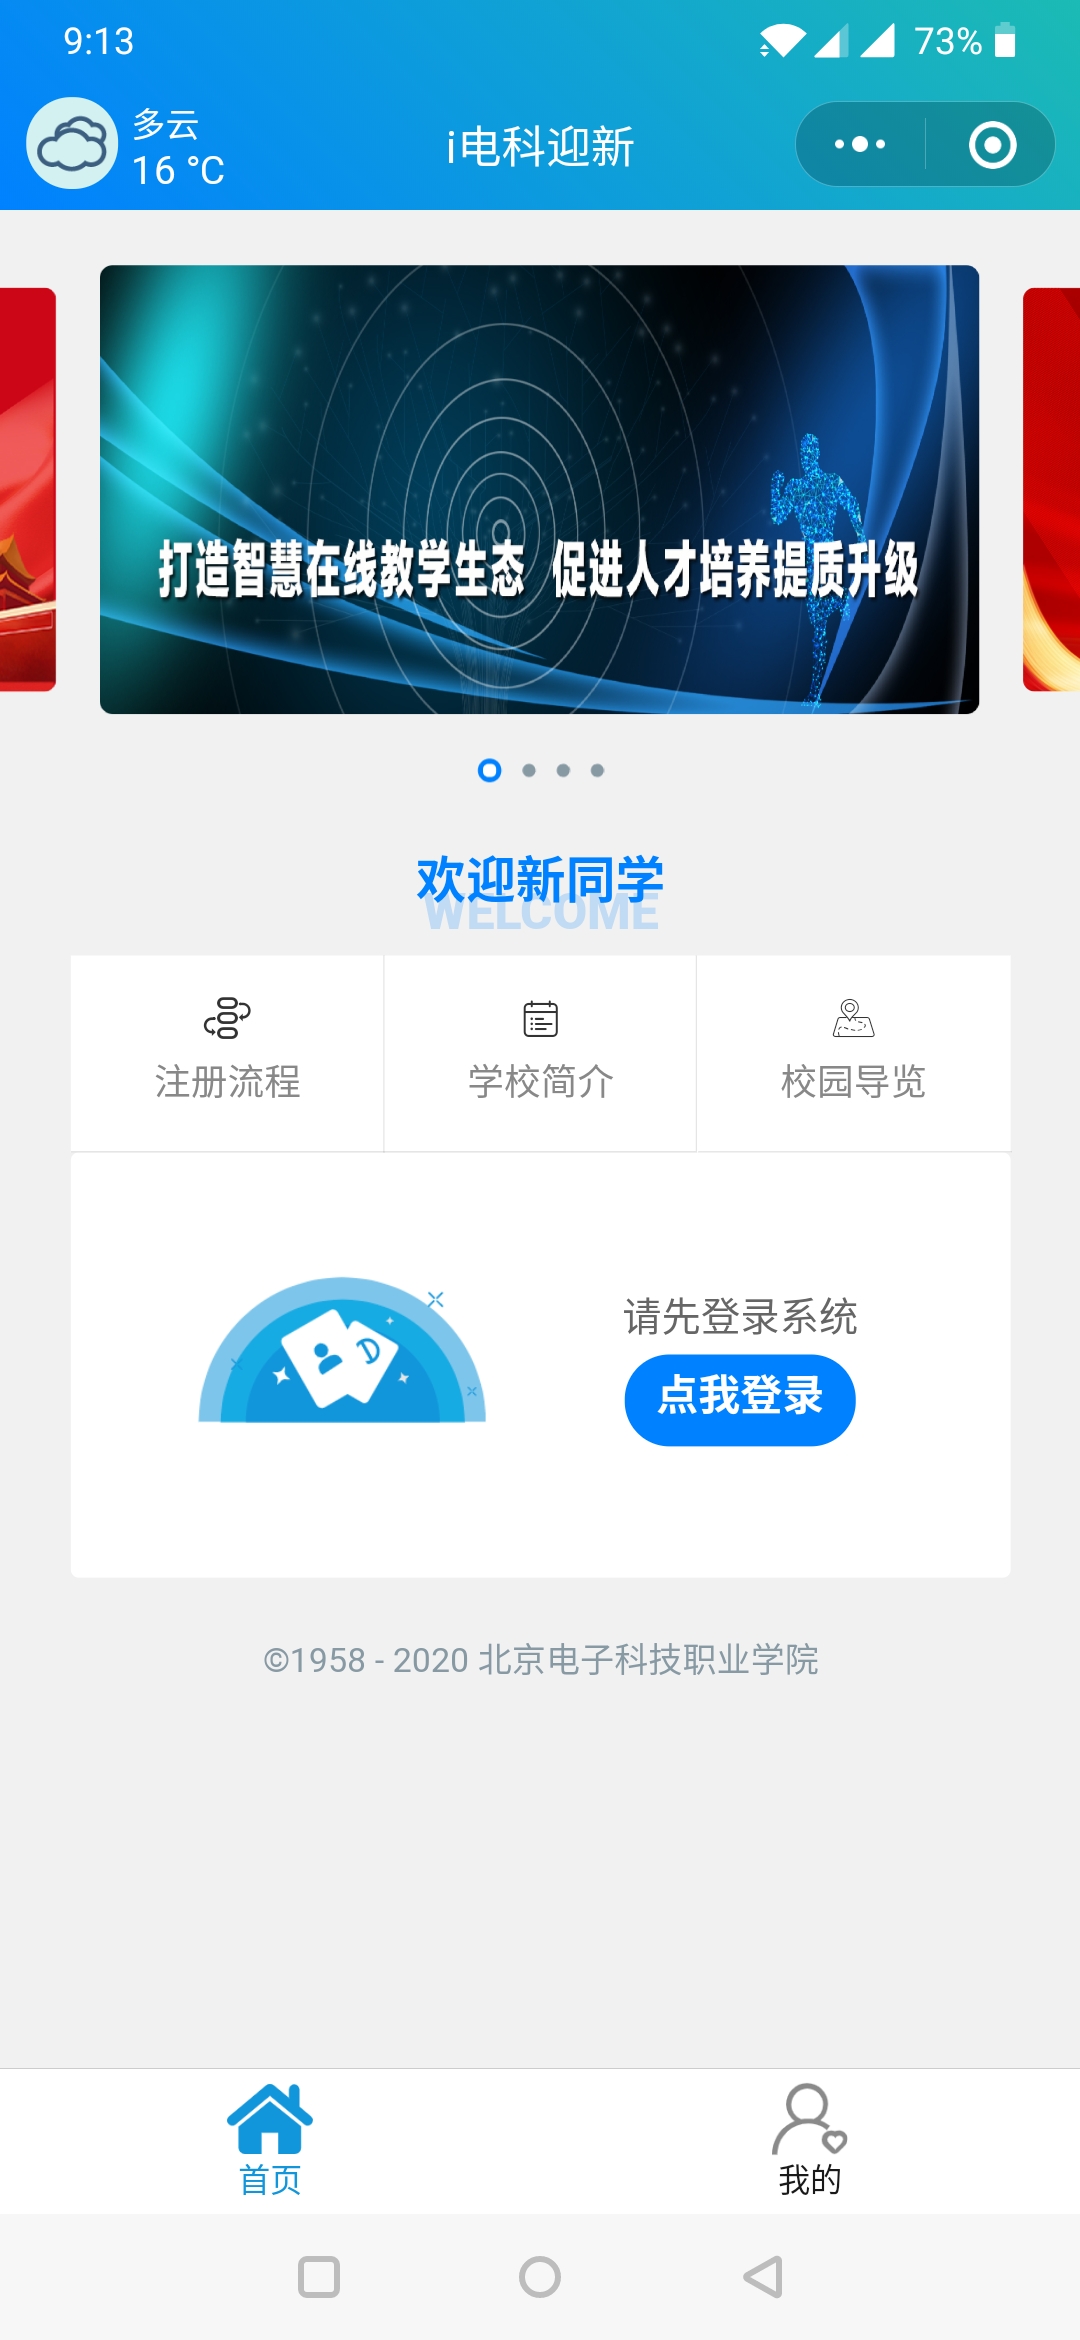 9:13
73%
多云
16 °C
i电科迎新
打造智慧在线教学生态 促进人才培养提质升级
欢迎新同学
WELCOME
注册流程
学校简介
校园导览
D
请先登录系统
点我登录
©1958 - 2020 北京电子科技职业学院
首页
我的